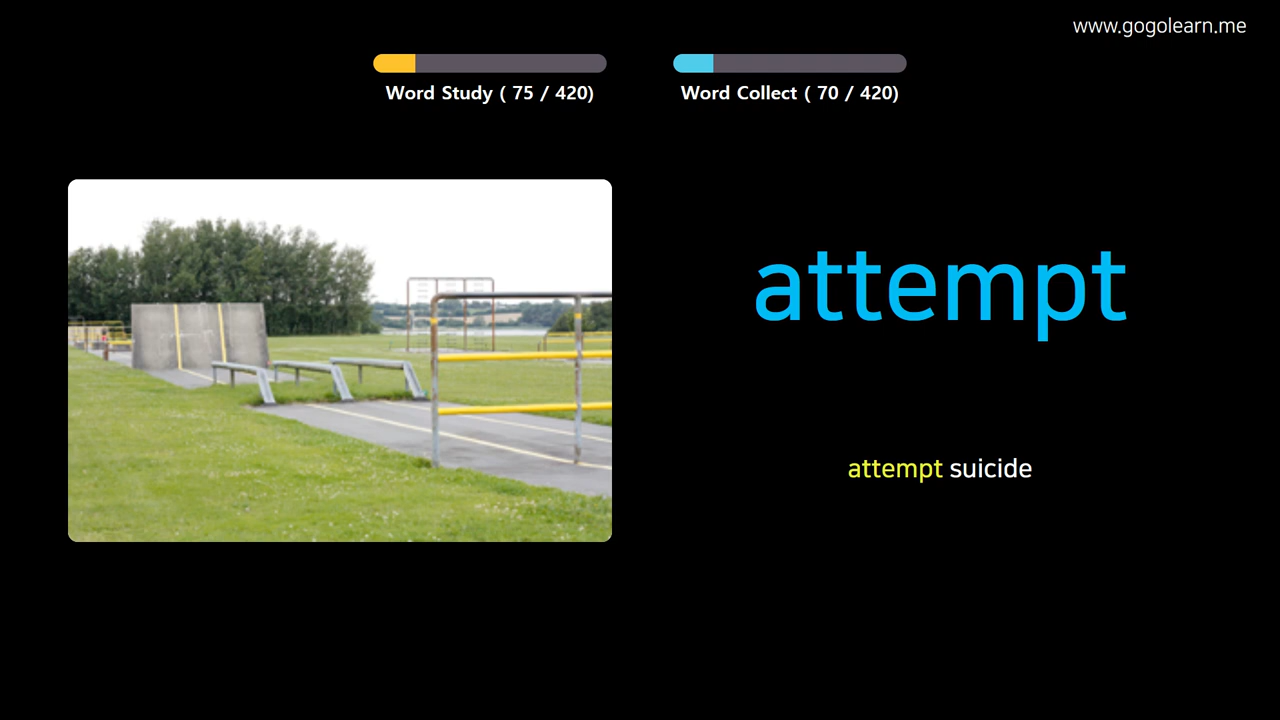 www.gogolearn.me
Word Study ( 75 / 420)
Word Collect ( 70 / 420)
attempt
attempt suicide